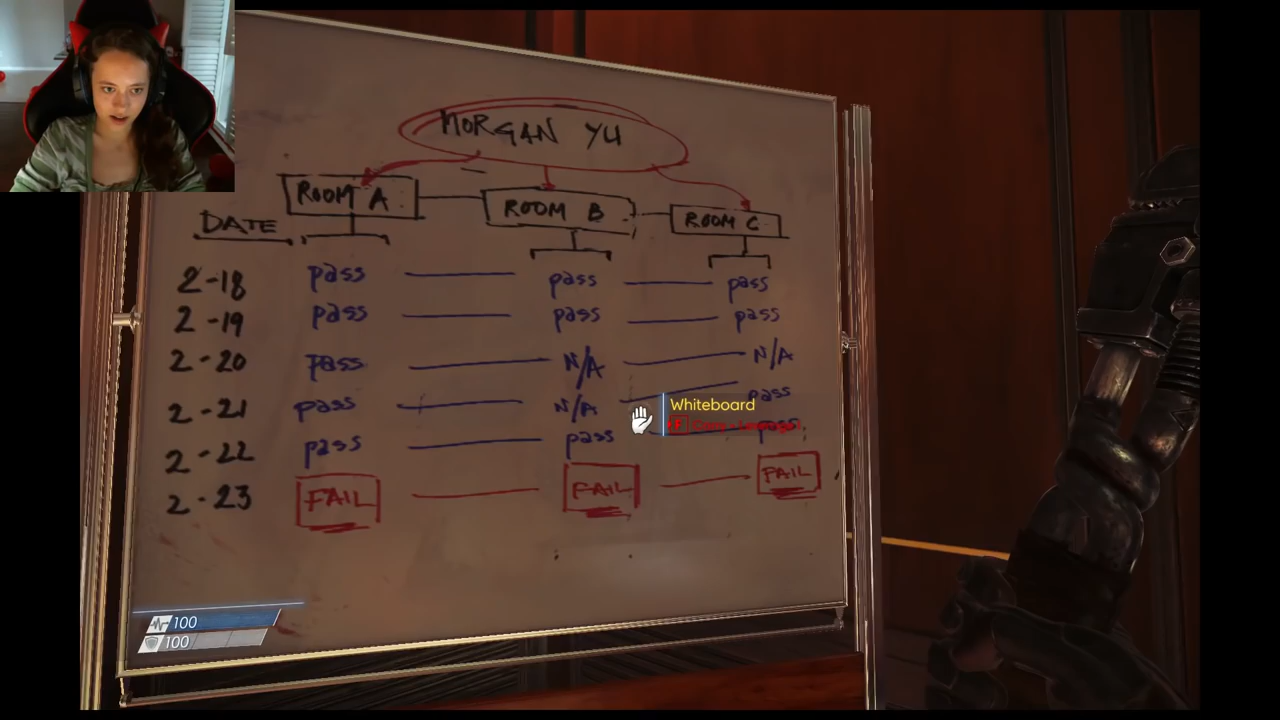 MORGAN YU
ROOM A ROOM B ROOM C
DATE
2-18 pass pass pass
2-19 pass pass pass
2-20 pass N/A N/A
2-21 pass N/A pass
Whiteboard
2-22 pass pass pass
2-23 FAIL FAIL FAIL
100
100